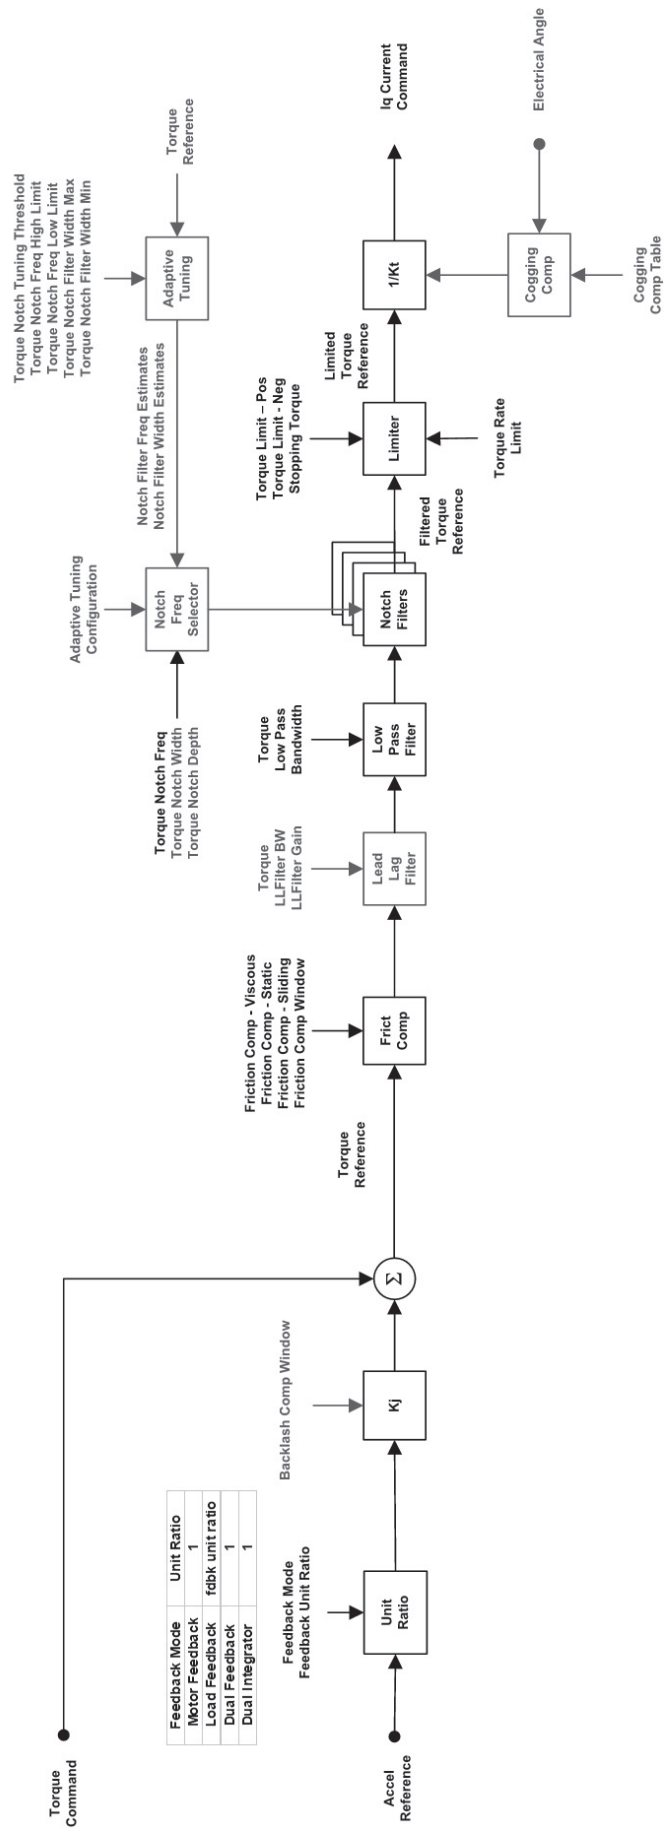 Torque
Command
Feedback Mode Unit Ratio
Motor Feedback 1
Load Feedback fdbk unit ratio
Dual Feedback 1
Dual Integrator 1
Accel
Reference
Feedback Mode
Feedback Unit Ratio
Unit
Ratio
Backlash Comp Window
Kj
Σ
Torque
Reference
Friction Comp - Viscous
Friction Comp - Static
Friction Comp - Sliding
Friction Comp Window
Frict
Comp
Torque
LLFilter BW
LLFilter Gain
Lead
Lag
Filter
Torque
Low Pass
Bandwidth
Low
Pass
Filter
Torque Notch Freq
Torque Notch Width
Torque Notch Depth
Adaptive Tuning
Configuration
Notch
Freq
Selector
Notch Filter Freq Estimates
Notch Filter Width Estimates
Torque Notch Tuning Threshold
Torque Notch Freq High Limit
Torque Notch Freq Low Limit
Torque Notch Filter Width Max
Torque Notch Filter Width Min
Adaptive
Tuning
Torque
Reference
Notch
Filters
Filtered
Torque
Reference
Torque Limit – Pos
Torque Limit - Neg
Stopping Torque
Limiter
Torque Rate
Limit
Limited
Torque
Reference
1/Kt
Iq Current
Command
Cogging
Comp
Cogging
Comp Table
Electrical Angle